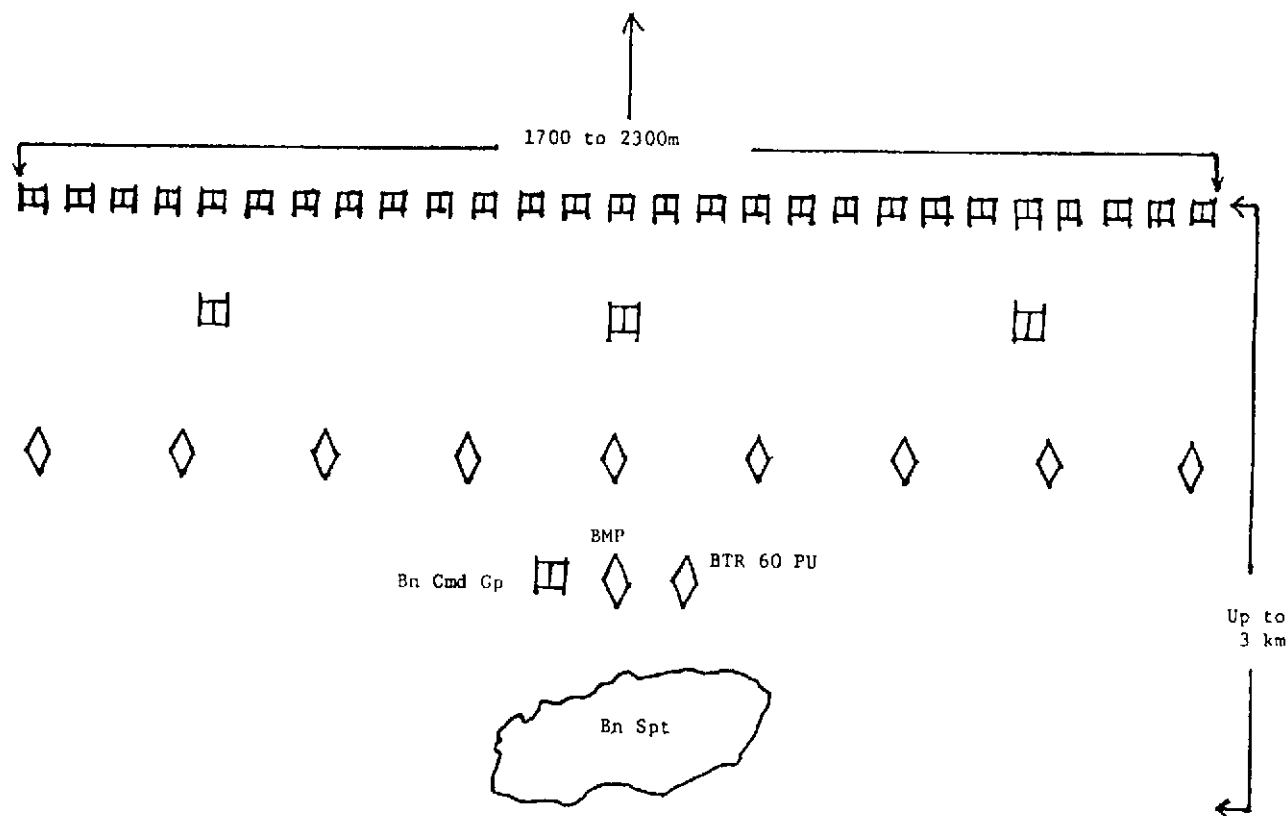 1700 to 2300m
BMP
Bn Cmd Gp
BTR 60 PU
Up to
3 km
Bn Spt